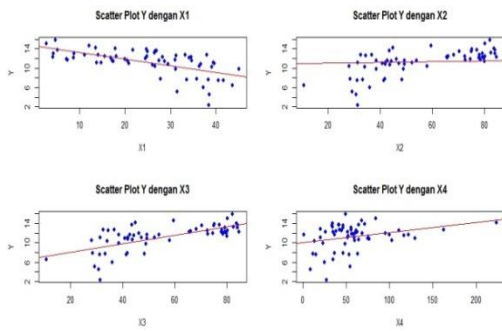 Scatter Plot Y dengan X1
Y
2 6 10 14
0 10 20 30 40
X1
Scatter Plot Y dengan X2
Y
2 6 10 14
20 40 60 80
X2
Scatter Plot Y dengan X3
Y
2 6 10 14
20 40 60 80
X3
Scatter Plot Y dengan X4
Y
2 6 10 14
0 50 100 150 200
X4